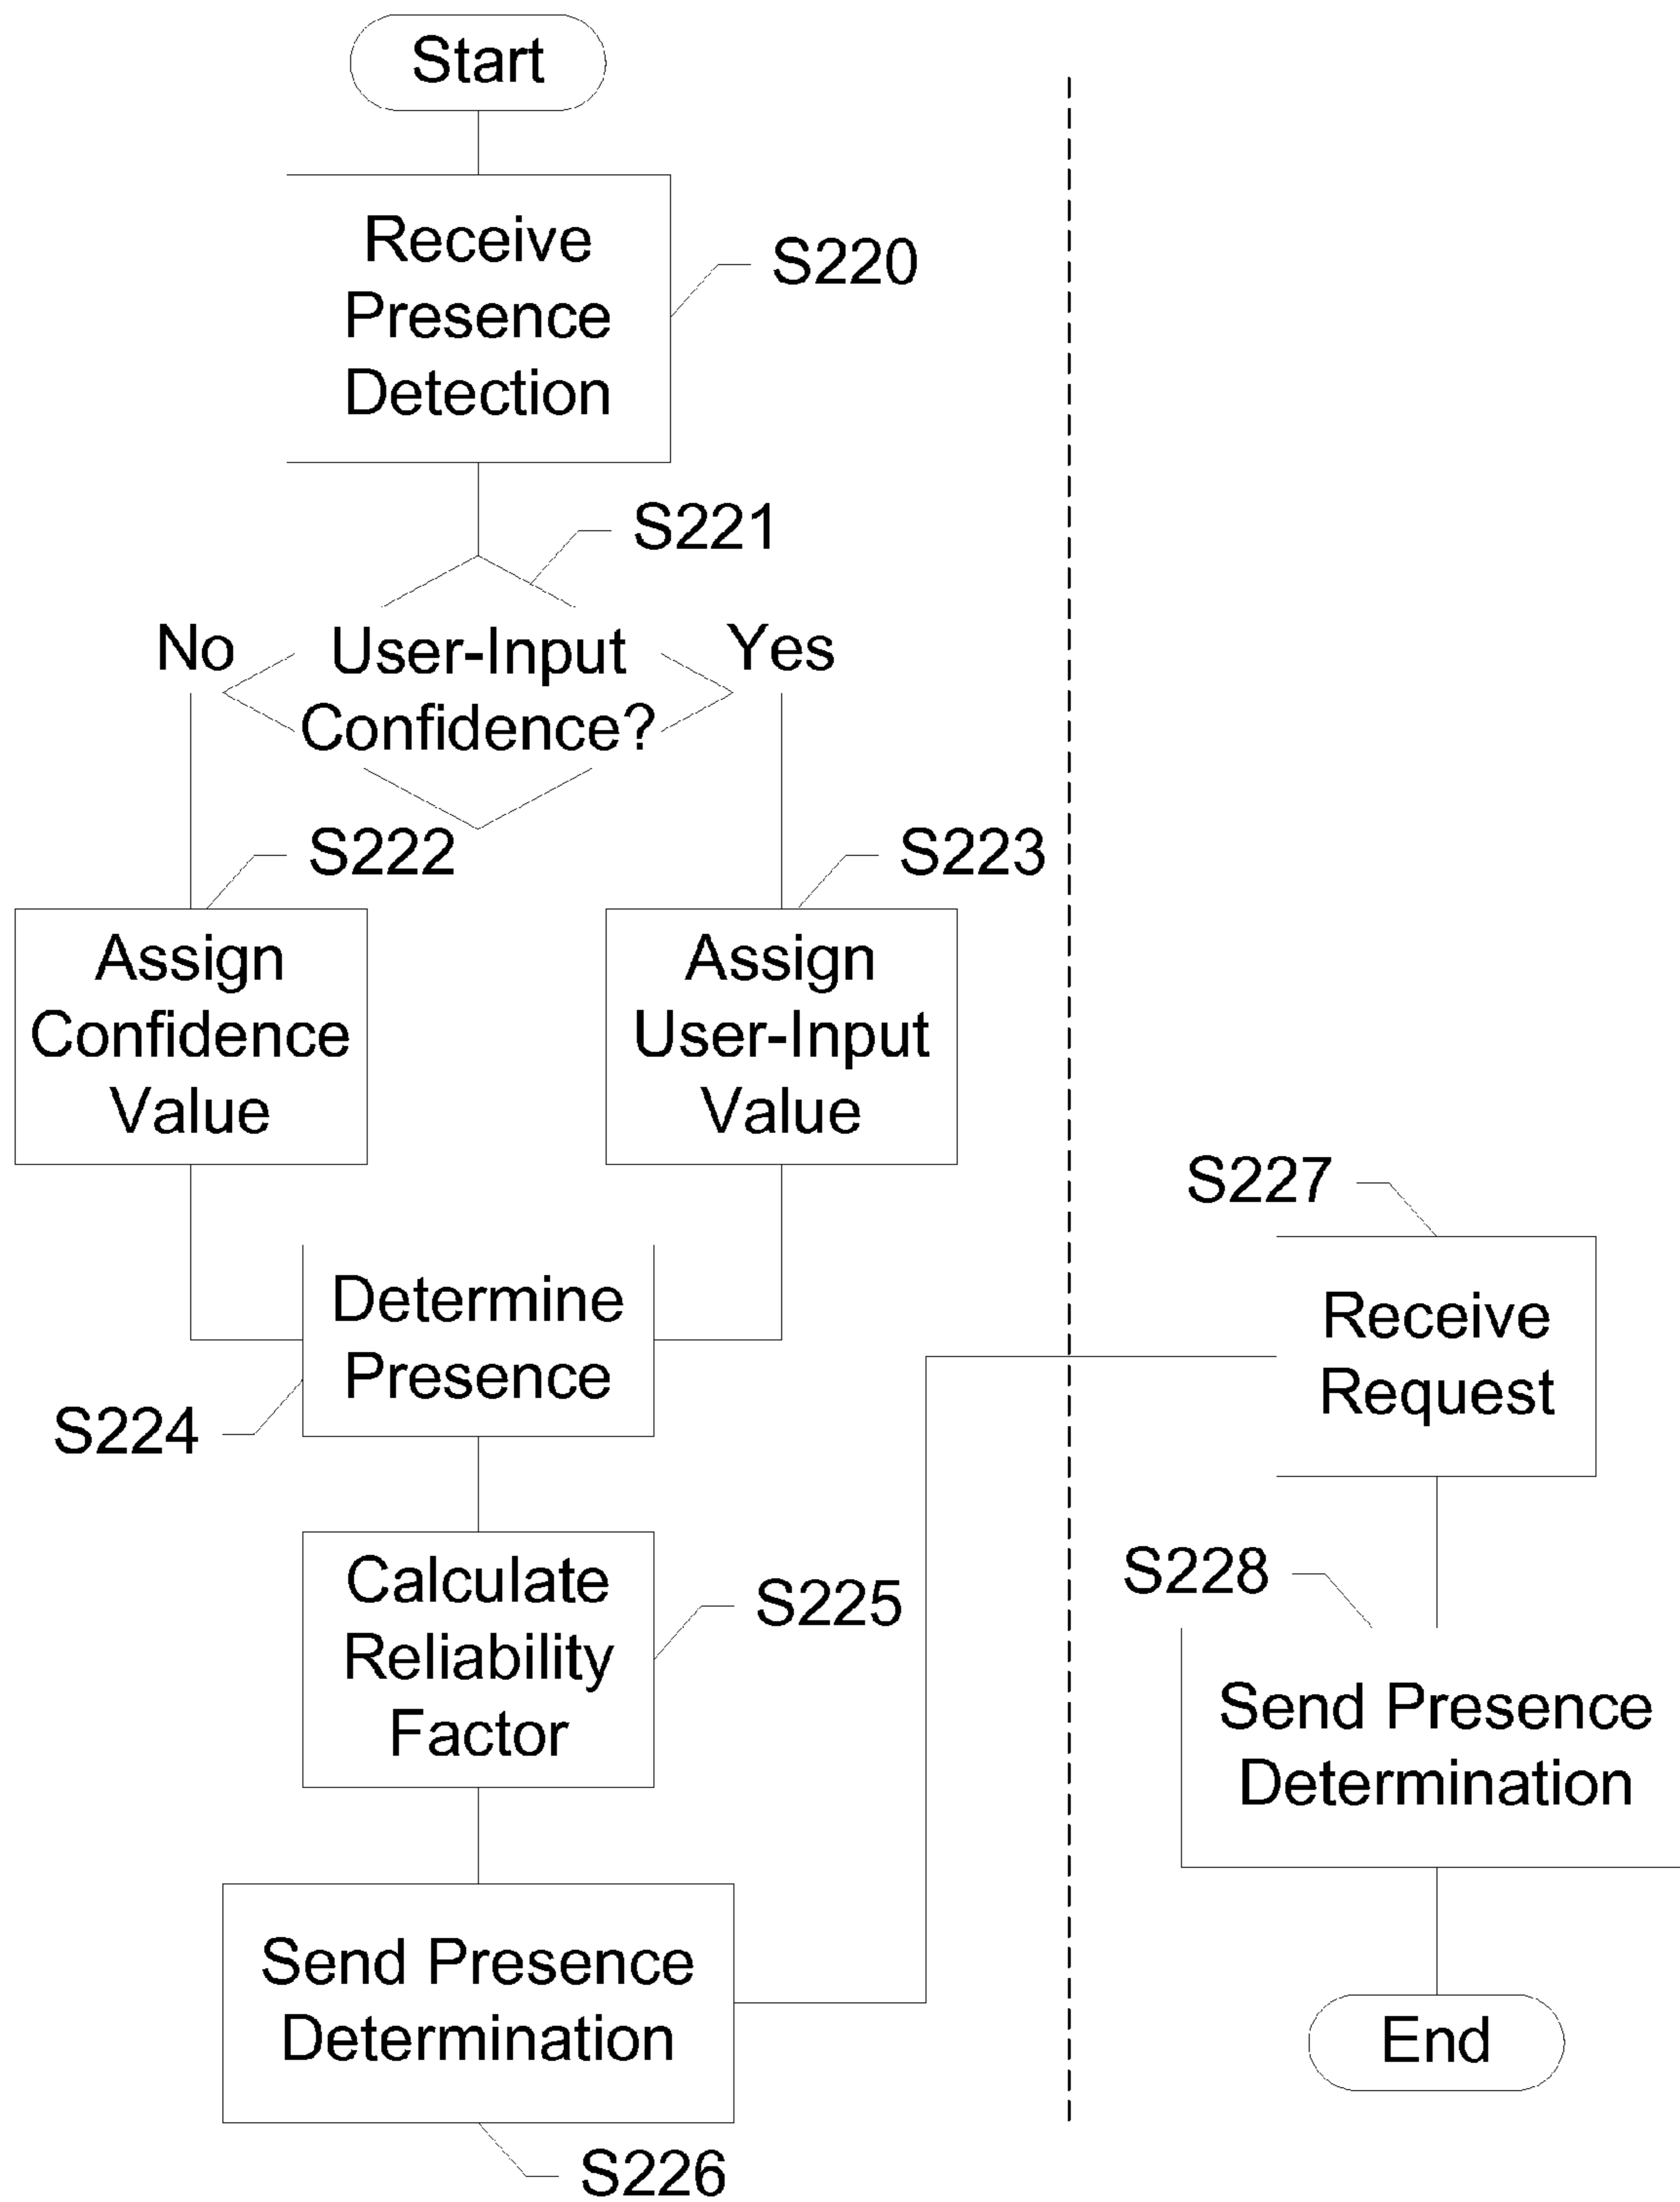 Start
Receive
Presence
Detection
S220
S221
No
User-Input
Confidence?
Yes
S222
S223
Assign
Confidence
Value
Assign
User-Input
Value
Determine
Presence
S224
Calculate
Reliability
Factor
S225
Send Presence
Determination
S226
S227
Receive
Request
S228
Send Presence
Determination
End